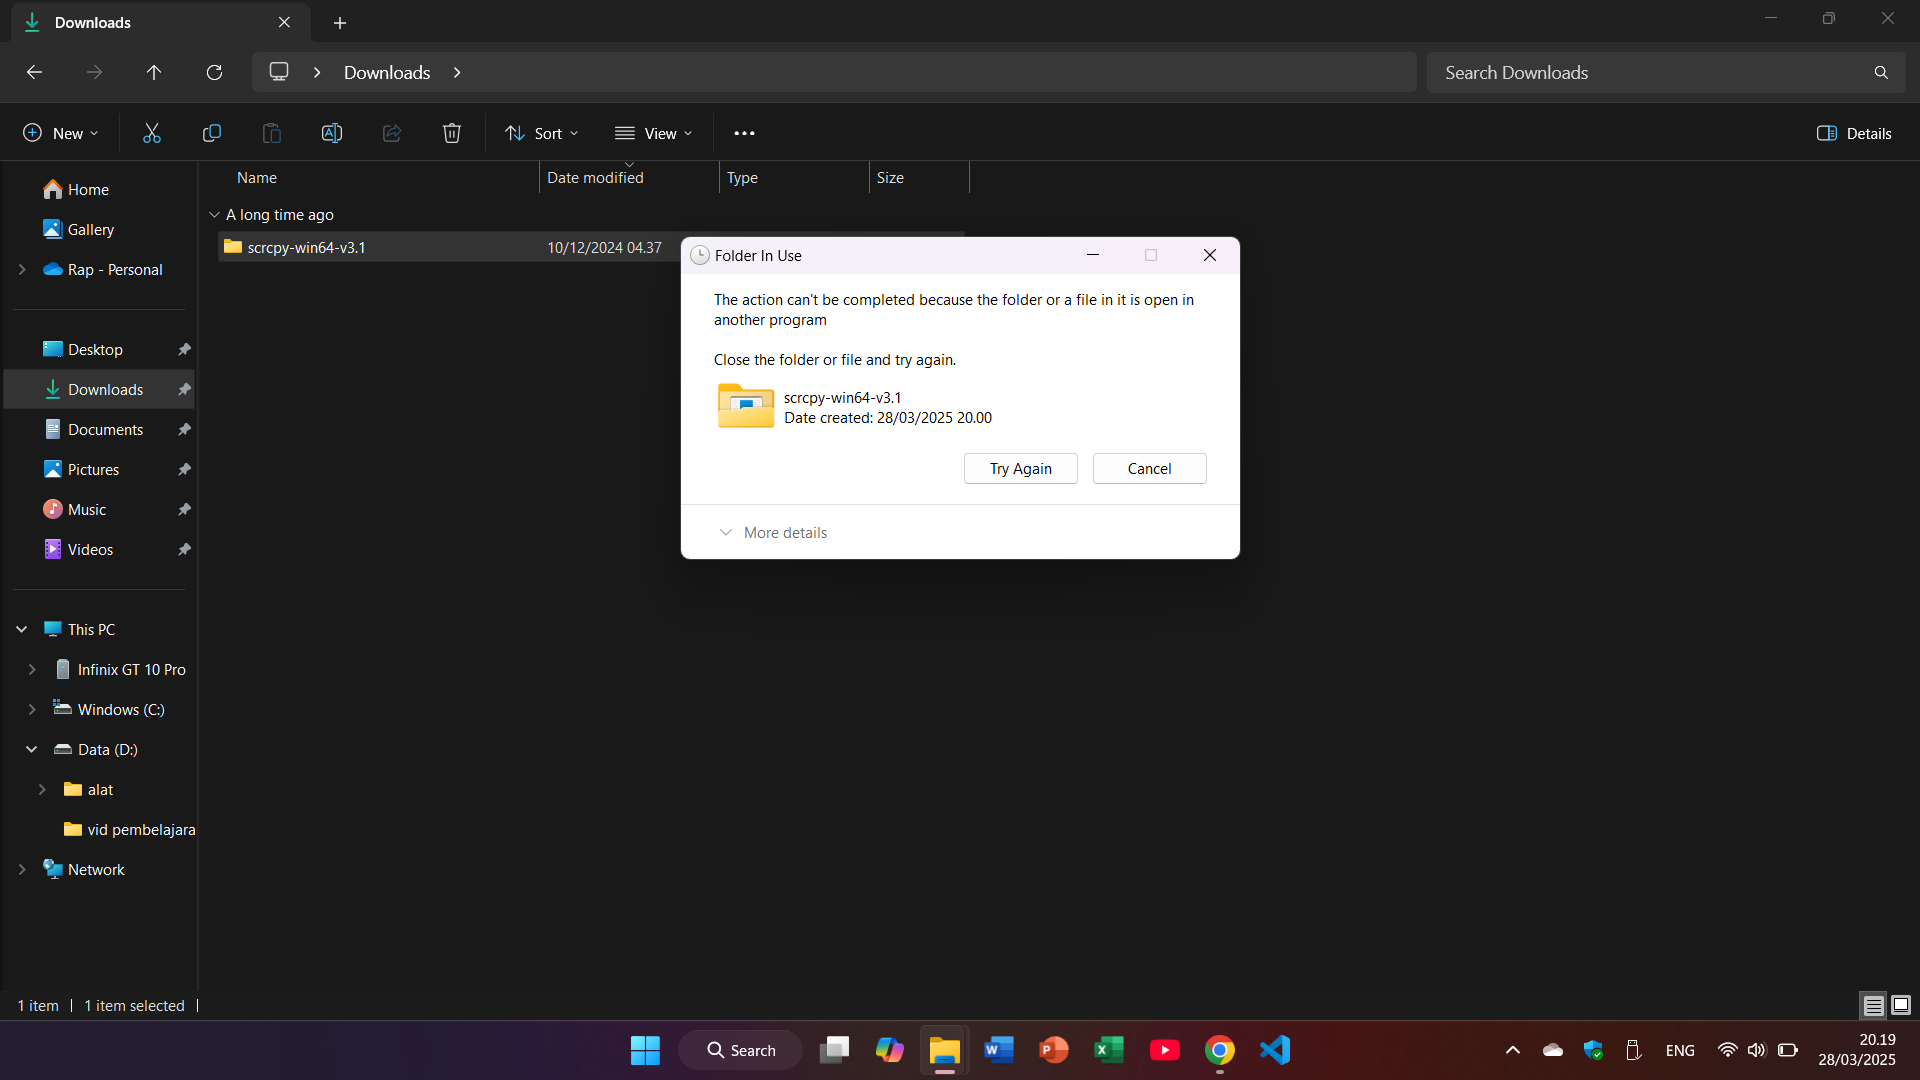 Downloads
Downloads
Search Downloads
New
Sort
View
Details
Name
Date modified
Type
Size
A long time ago
scrcpy-win64-v3.1
10/12/2024 04.37
Home
Gallery
Rap - Personal
Desktop
Downloads
Documents
Pictures
Music
Videos
This PC
Infinix GT 10 Pro
Windows (C:)
Data (D:)
alat
vid pembelajara
Network
Folder In Use
The action can't be completed because the folder or a file in it is open in
another program
Close the folder or file and try again.
scrcpy-win64-v3.1
Date created: 28/03/2025 20.00
Try Again
Cancel
More details
1 item
1 item selected
Search
ENG
20.19
28/03/2025